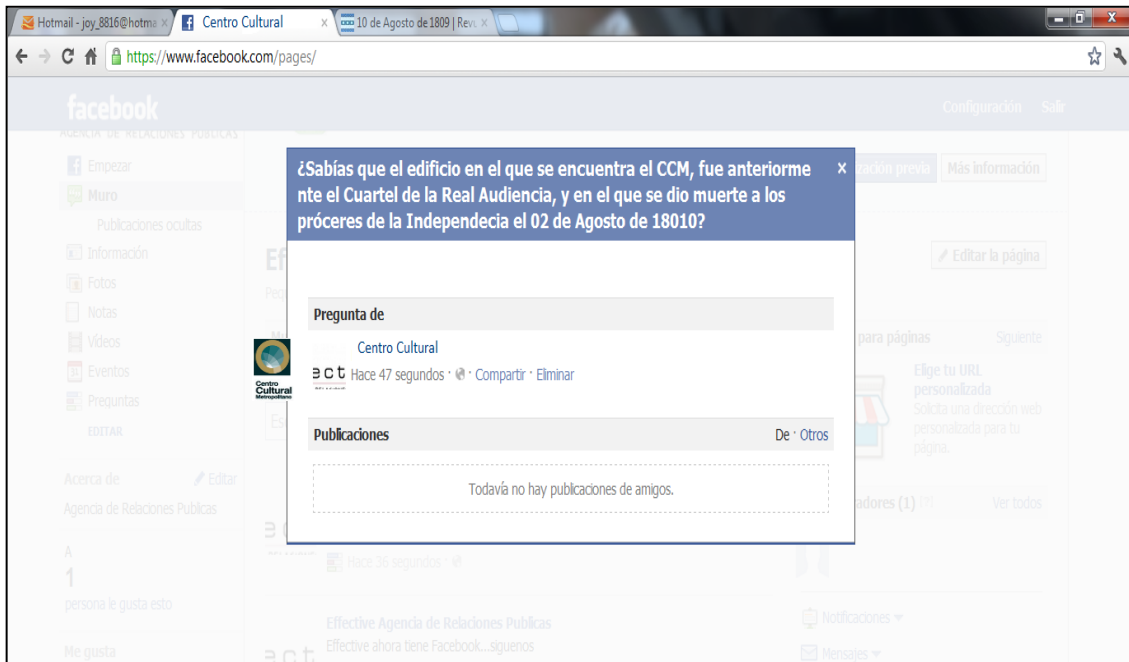 Hotmail - joy_8816@hotma
Centro Cultural
10 de Agosto de 1809 | Revu
https://www.facebook.com/pages/
facebook
Configuración Salir
AGENCIA DE RELACIONES PUBLICAS
Empezar
Muro
Publicaciones ocultas
Información
Fotos
Notas
Vídeos
Eventos
Preguntas
EDITAR
Acerca de Editar
Agencia de Relaciones Publicas
A
1
persona le gusta esto
Me gusta
¿Sabías que el edificio en el que se encuentra el CCM, fue anteriorme
nte el Cuartel de la Real Audiencia, y en el que se dio muerte a los
próceres de la Independecia el 02 de Agosto de 18010?
Pregunta de
Centro Cultural
Hace 47 segundos · Compartir · Eliminar
Centro
Cultural
Metropolitano
ect
Publicaciones De · Otros
Todavía no hay publicaciones de amigos.
Hace 36 segundos
Effective Agencia de Relaciones Publicas
Effective ahora tiene Facebook...siguenos
ect
Más información
Editar la página
para páginas Siguiente
Elige tu URL
personalizada
Solicita una dirección web
personalizada para tu
página.
adores (1) Ver todos
Notificaciones
Mensajes